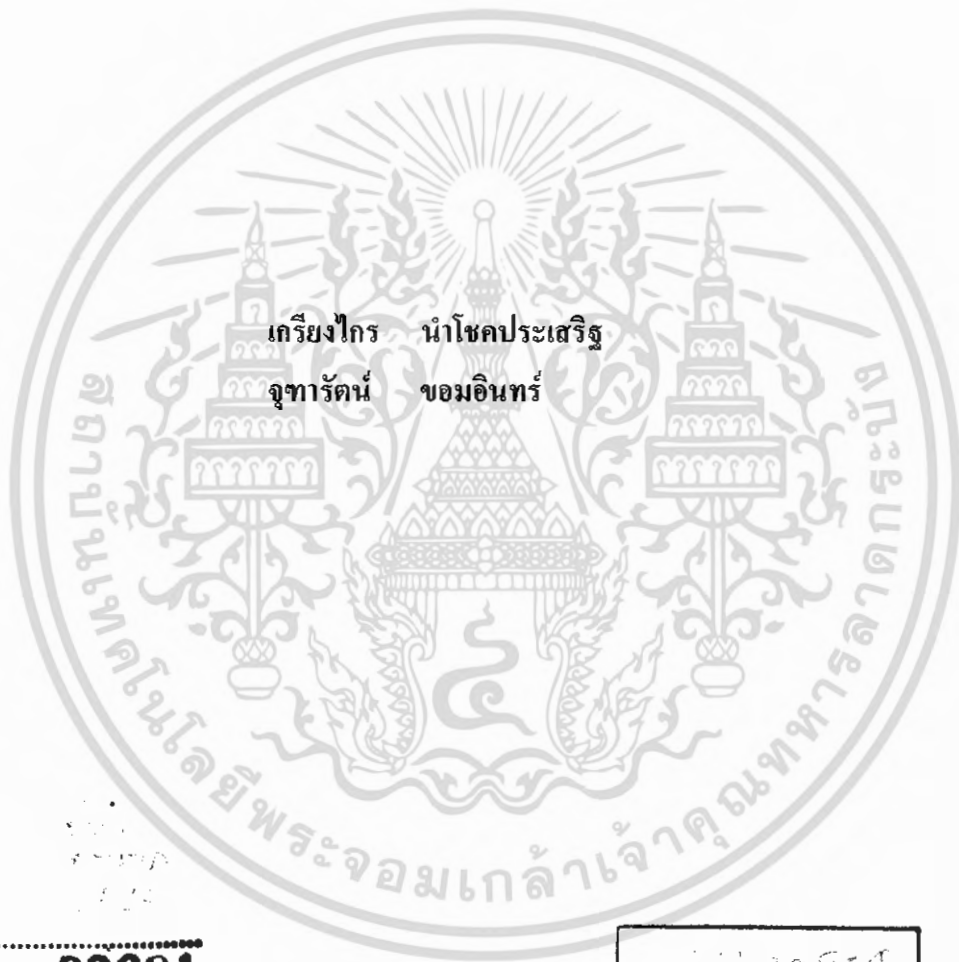 เกรียงไกร นำโชคประเสริฐ
จุฑารัตน์ ขอมอินทร์
สถาบันเทคโนโลยีพระจอมเกล้าเจ้าคุณทหารลาดกระบัง
๔